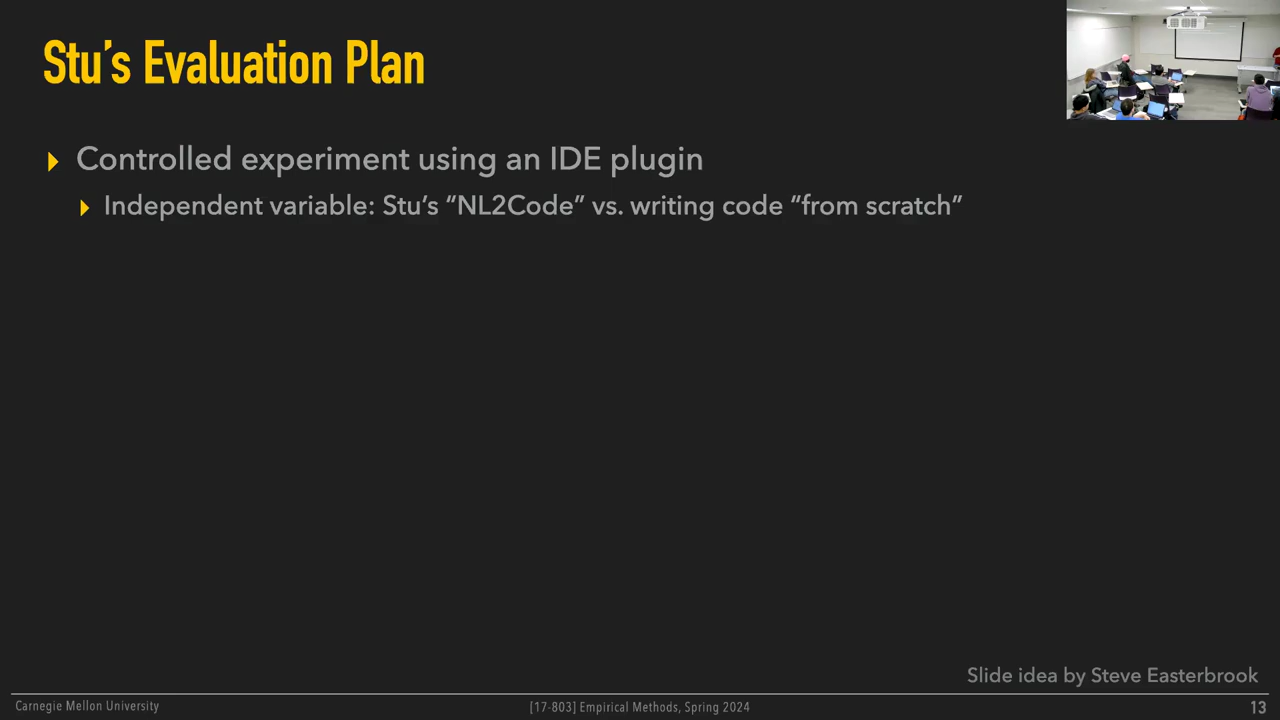 Stu’s Evaluation Plan
Controlled experiment using an IDE plugin
Independent variable: Stu’s “NL2Code” vs. writing code “from scratch”
Slide idea by Steve Easterbrook
Carnegie Mellon University
[17-803] Empirical Methods, Spring 2024
13